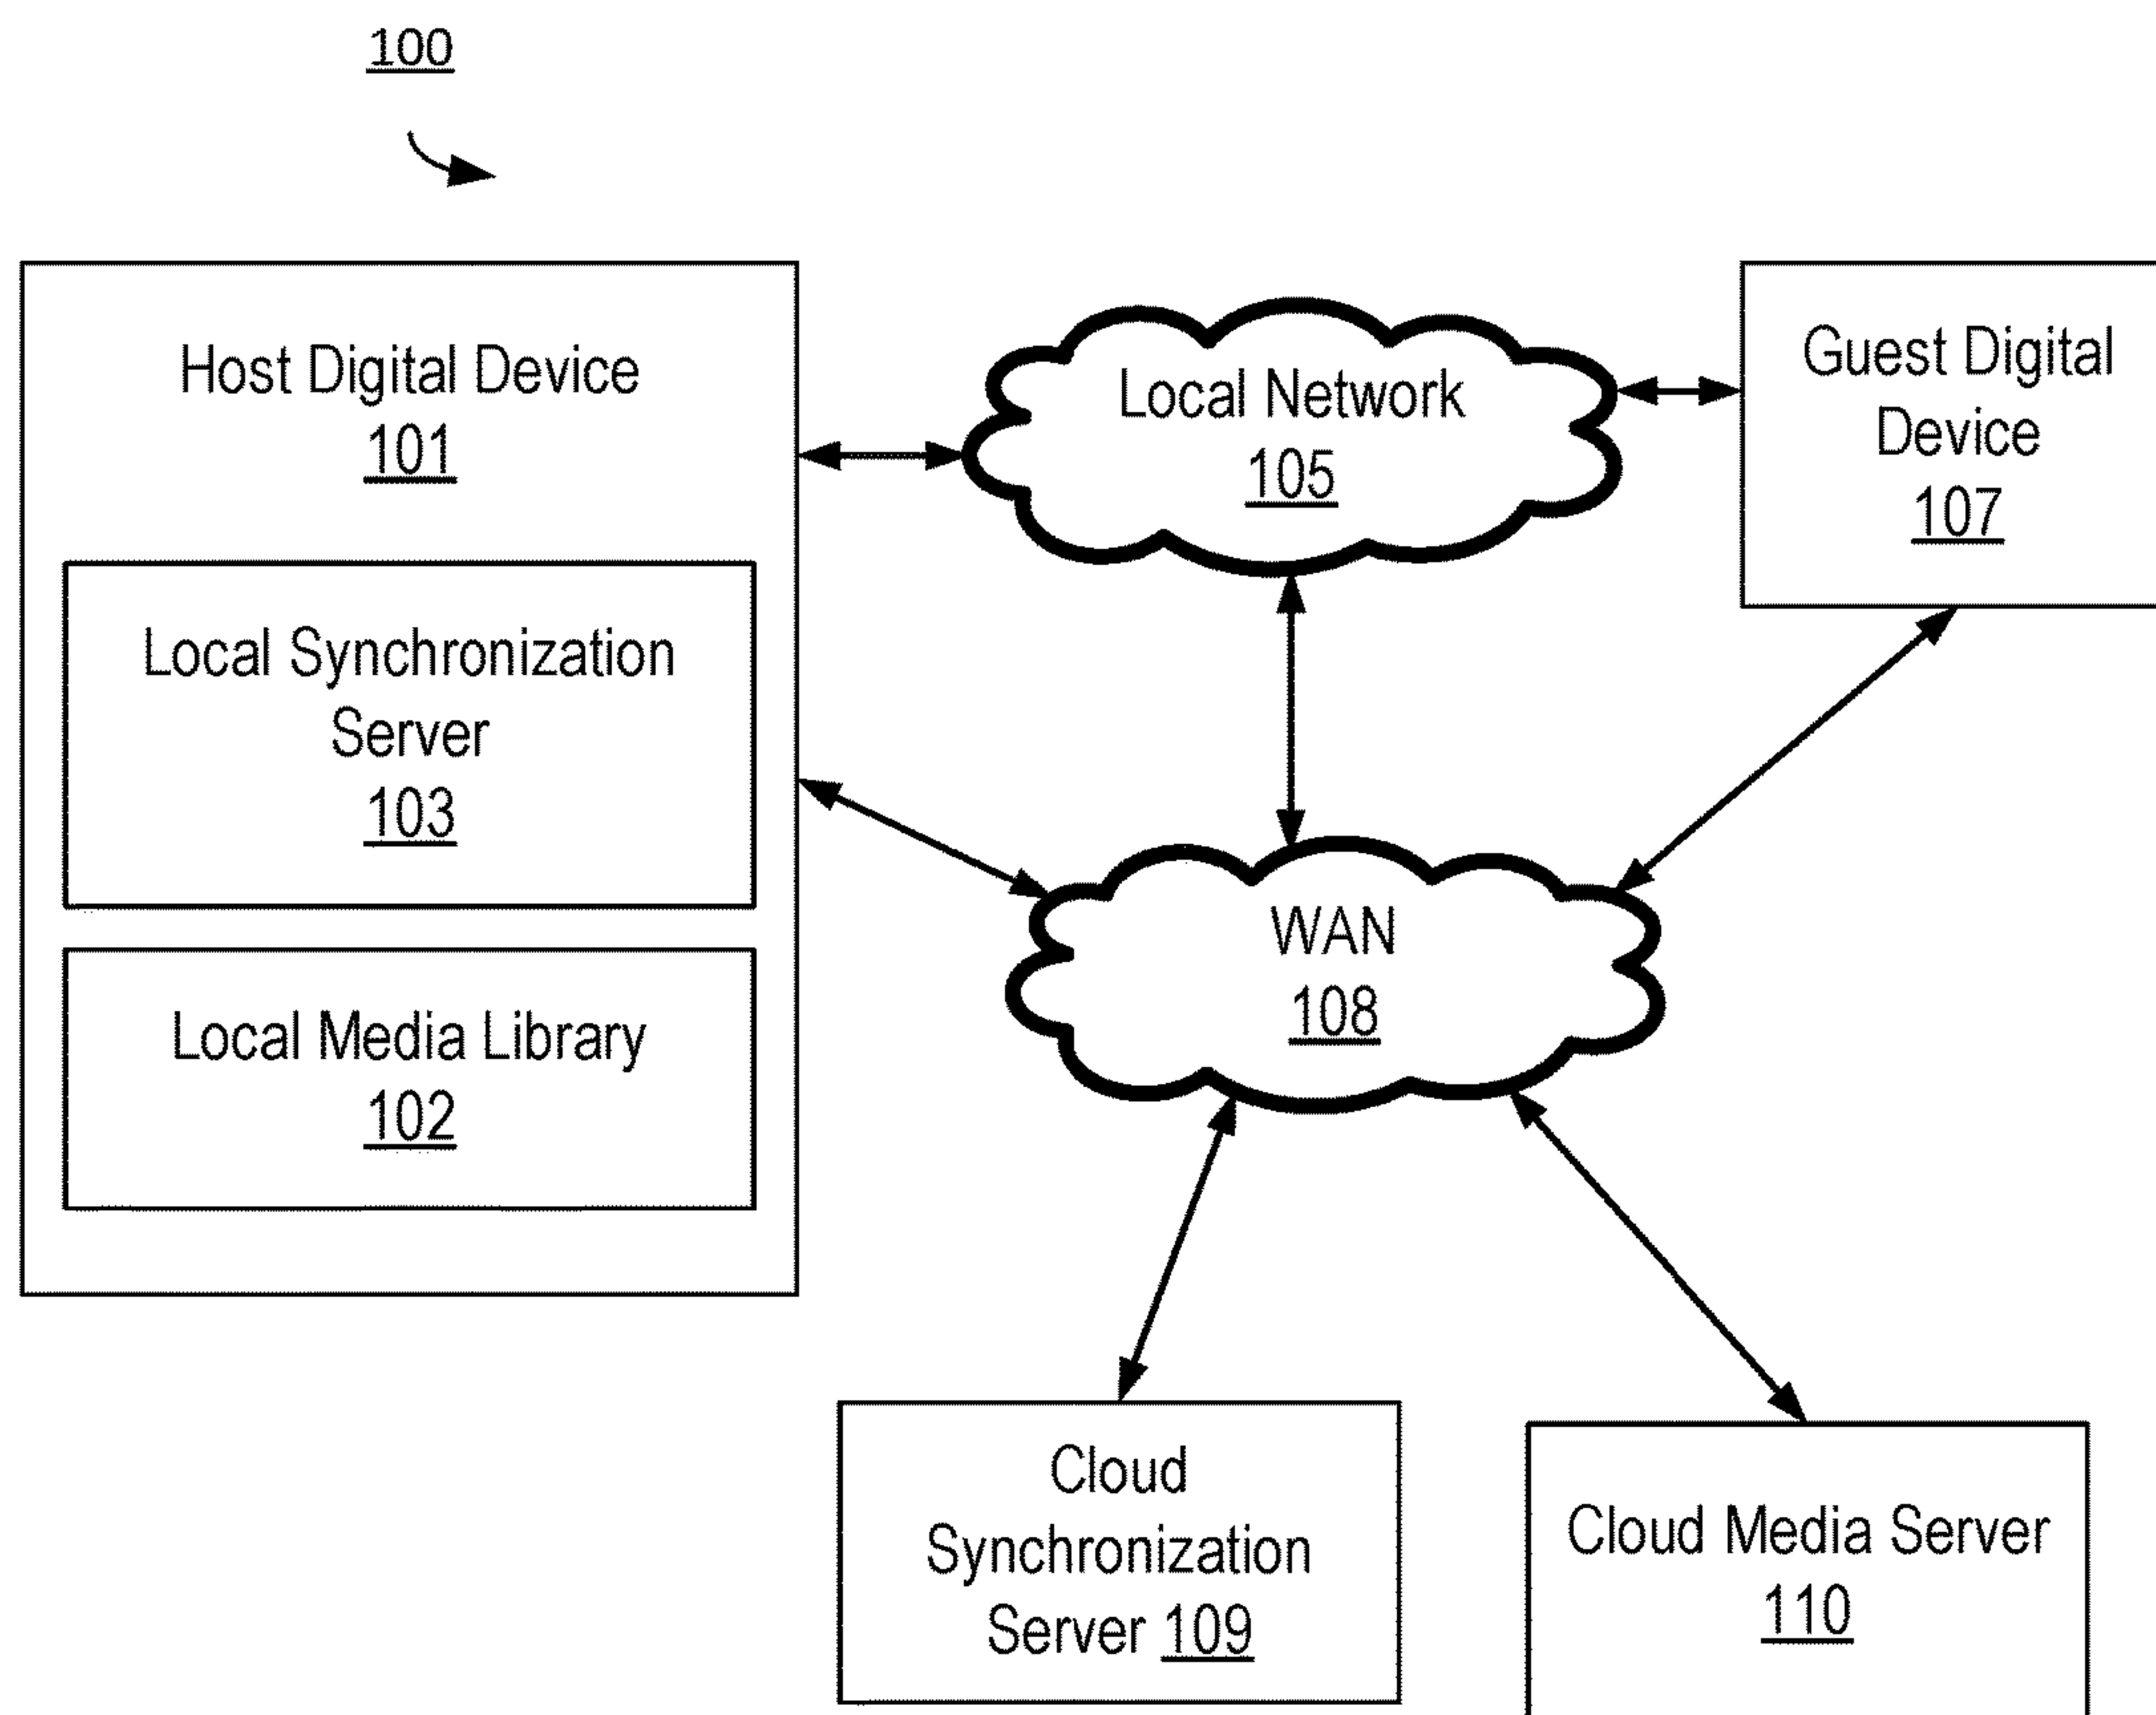 100
Host Digital Device
101
Local Synchronization
Server
103
Local Media Library
102
Local Network
105
Guest Digital
Device
107
WAN
108
Cloud
Synchronization
Server 109
Cloud Media Server
110